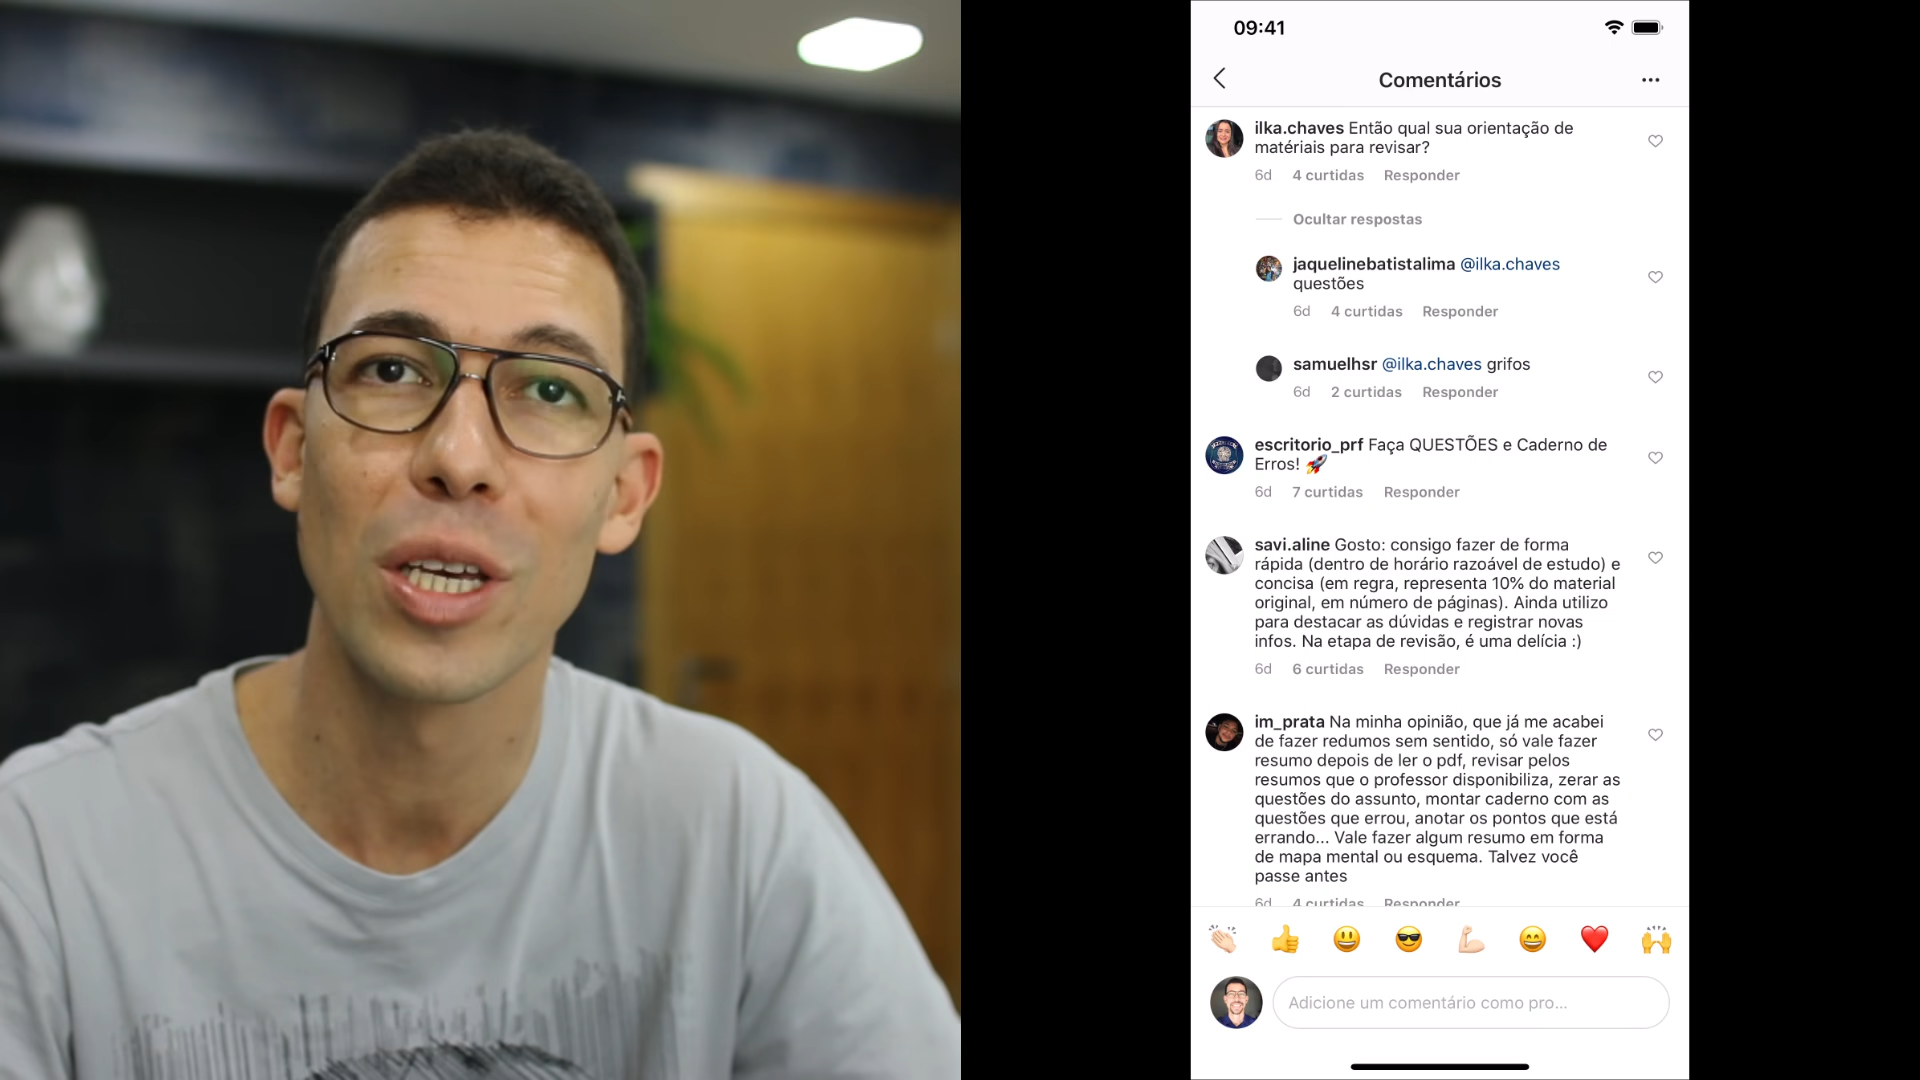 09:41
Comentários
ilka.chaves Então qual sua orientação de
matériais para revisar?
6d 4 curtidas Responder
Ocultar respostas
jaquelinebatistalima @ilka.chaves
questões
6d 4 curtidas Responder
samuelhsr @ilka.chaves grifos
6d 2 curtidas Responder
escritorio_prf Faça QUESTÕES e Caderno de
Erros! 🚀
6d 7 curtidas Responder
savi.aline Gosto: consigo fazer de forma
rápida (dentro de horário razoável de estudo) e
concisa (em regra, representa 10% do material
original, em número de páginas). Ainda utilizo
para destacar as dúvidas e registrar novas
infos. Na etapa de revisão, é uma delícia :)
6d 6 curtidas Responder
im_prata Na minha opinião, que já me acabei
de fazer redumos sem sentido, só vale fazer
resumo depois de ler o pdf, revisar pelos
resumos que o professor disponibiliza, zerar as
questões do assunto, montar caderno com as
questões que errou, anotar os pontos que está
errando... Vale fazer algum resumo em forma
de mapa mental ou esquema. Talvez você
passe antes
6d 4 curtidas Responder
Adicione um comentário como pro...